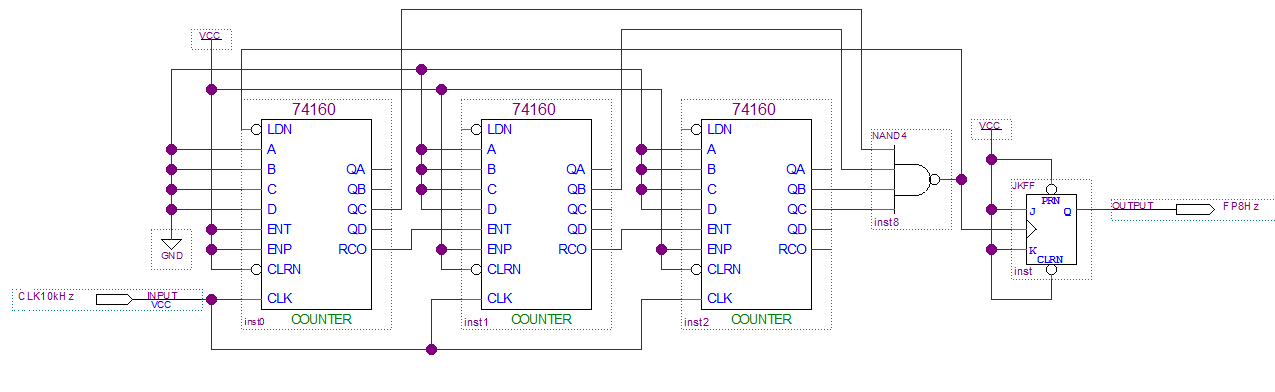 VCC
74160
LDN
A
B
C
D
ENT
ENP
CLRN
CLK
QA
QB
QC
QD
RCO
inst0
COUNTER
74160
LDN
A
B
C
D
ENT
ENP
CLRN
CLK
QA
QB
QC
QD
RCO
inst1
COUNTER
74160
LDN
A
B
C
D
ENT
ENP
CLRN
CLK
QA
QB
QC
QD
RCO
inst2
COUNTER
GND
CLK10kHz
INPUT
VCC
NAND4
inst8
VCC
JKFF
PRN
J
Q
K
CLRN
inst
OUTPUT
FP8Hz